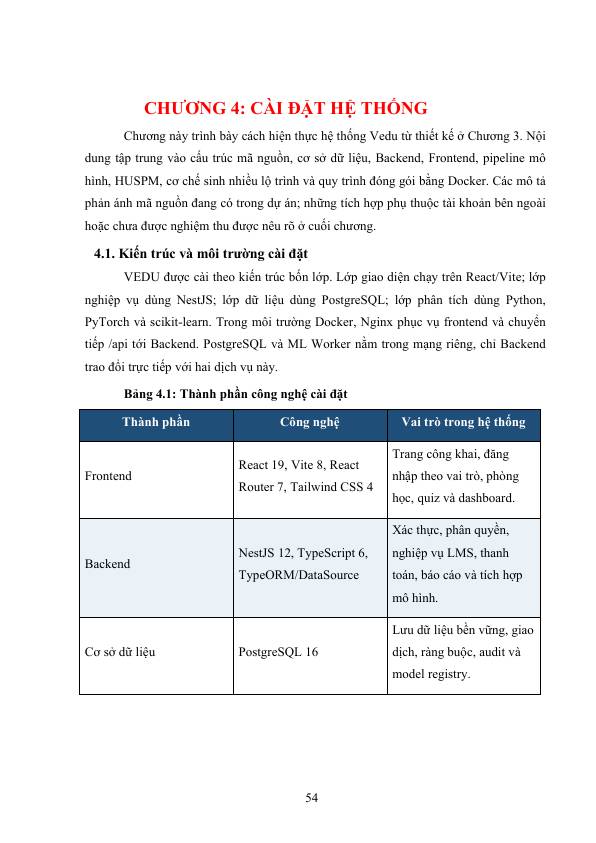 CHƯƠNG 4: CÀI ĐẶT HỆ THỐNG
Chương này trình bày cách hiện thực hệ thống Vedu từ thiết kế ở Chương 3. Nội
dung tập trung vào cấu trúc mã nguồn, cơ sở dữ liệu, Backend, Frontend, pipeline mô
hình, HUSPM, cơ chế sinh nhiều lộ trình và quy trình đóng gói bằng Docker. Các mô tả
phản ánh mã nguồn đang có trong dự án; những tích hợp phụ thuộc tài khoản bên ngoài
hoặc chưa được nghiệm thu được nêu rõ ở cuối chương.
4.1. Kiến trúc và môi trường cài đặt
VEDU được cài theo kiến trúc bốn lớp. Lớp giao diện chạy trên React/Vite; lớp
nghiệp vụ dùng NestJS; lớp dữ liệu dùng PostgreSQL; lớp phân tích dùng Python,
PyTorch và scikit-learn. Trong môi trường Docker, Nginx phục vụ frontend và chuyển
tiếp /api tới Backend. PostgreSQL và ML Worker nằm trong mạng riêng, chỉ Backend
trao đổi trực tiếp với hai dịch vụ này.
Bảng 4.1: Thành phần công nghệ cài đặt
Thành phần Công nghệ Vai trò trong hệ thống
Frontend
React 19, Vite 8, React
Router 7, Tailwind CSS 4
Trang công khai, đăng
nhập theo vai trò, phòng
học, quiz và dashboard.
Backend
NestJS 12, TypeScript 6,
TypeORM/DataSource
Xác thực, phân quyền,
nghiệp vụ LMS, thanh
toán, báo cáo và tích hợp
mô hình.
Cơ sở dữ liệu
PostgreSQL 16
Lưu dữ liệu bền vững, giao
dịch, ràng buộc, audit và
model registry.
54